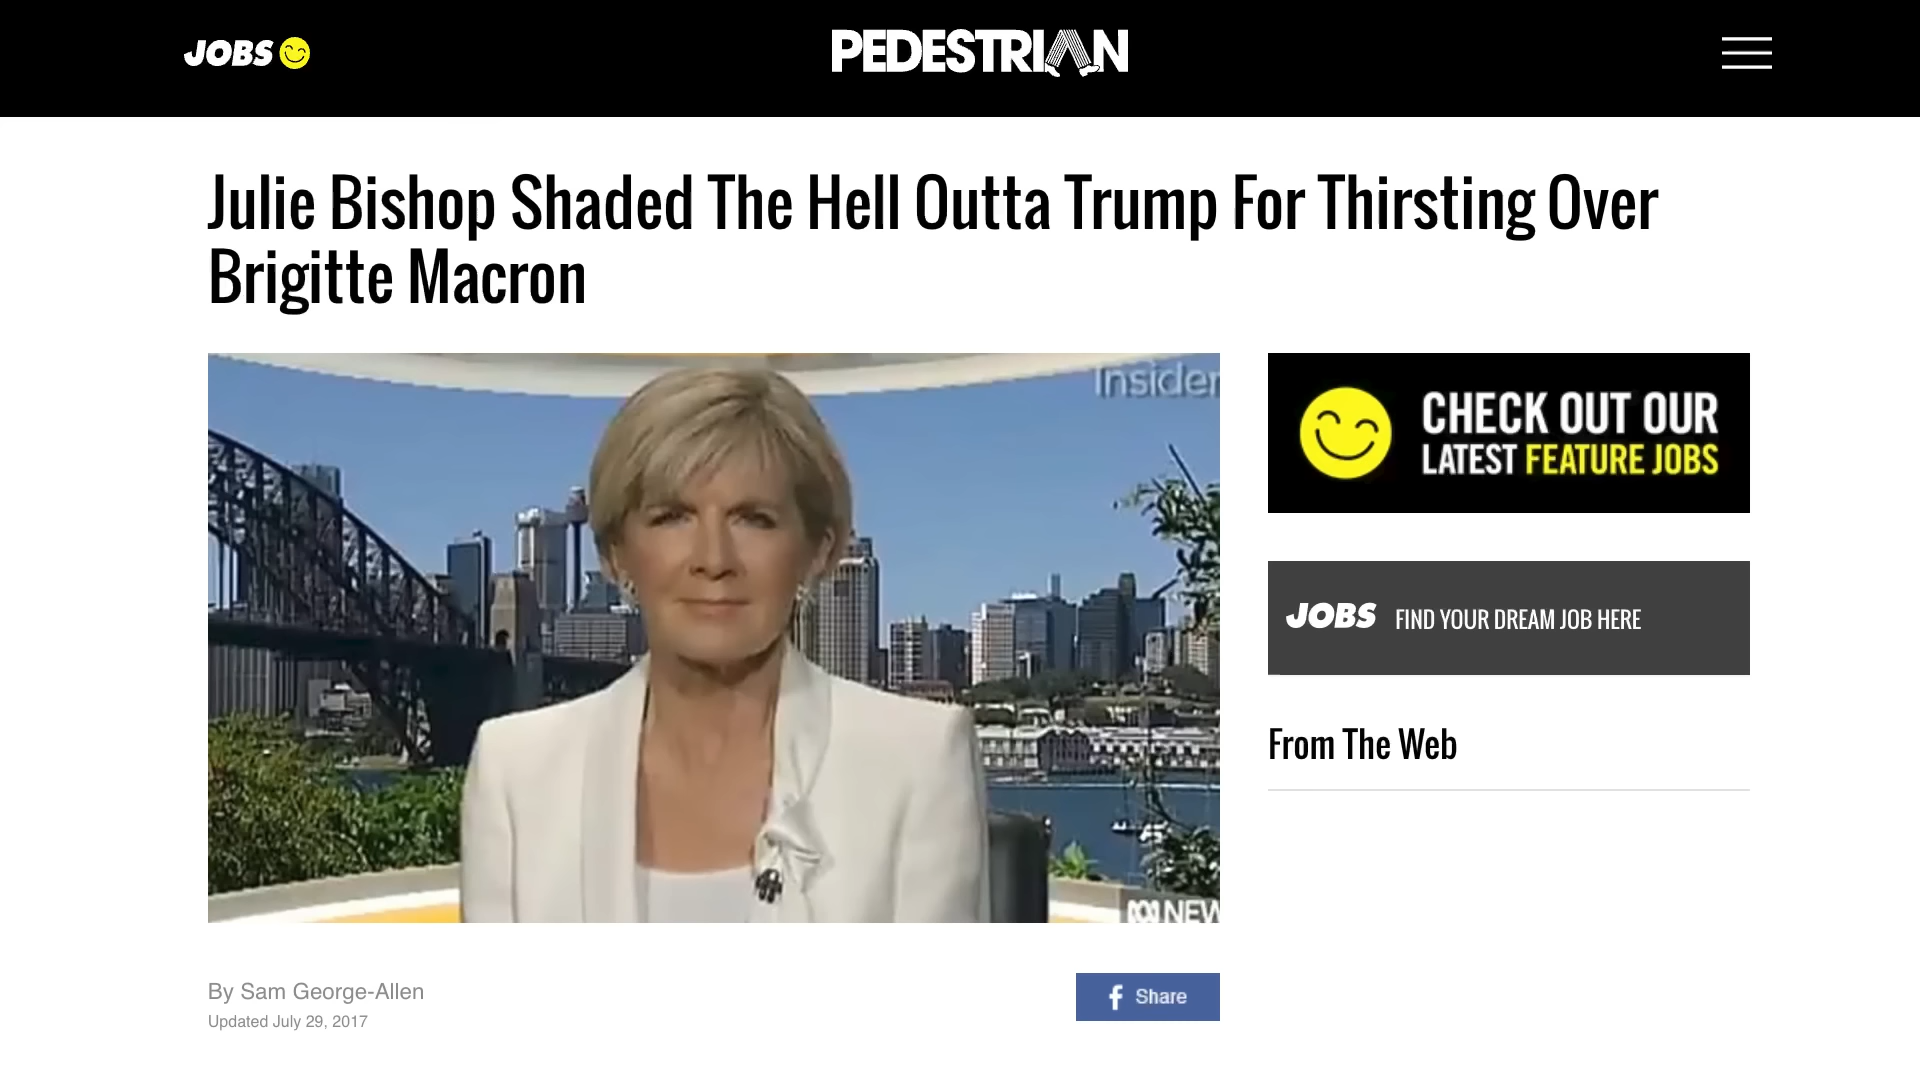 JOBS
PEDESTRIAN
Julie Bishop Shaded The Hell Outta Trump For Thirsting Over
Brigitte Macron
Insider
NEW
CHECK OUT OUR
LATEST FEATURE JOBS
JOBS FIND YOUR DREAM JOB HERE
From The Web
By Sam George-Allen
Updated July 29, 2017
Share